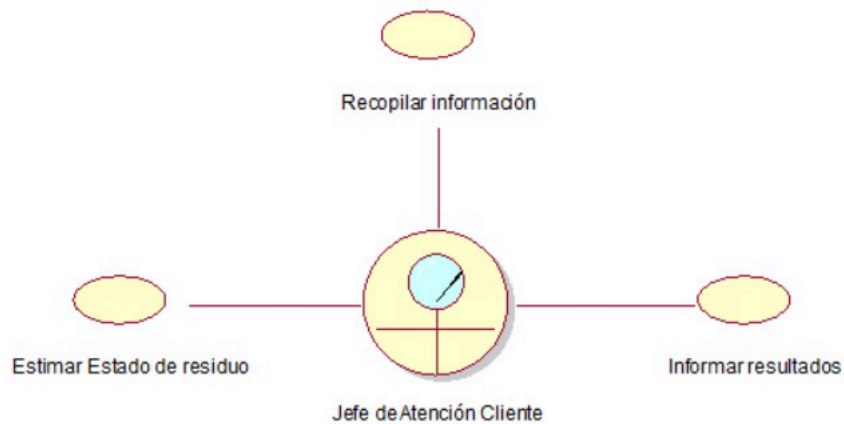 Recopilar información
Estimar Estado de residuo
Informar resultados
Jefe de Atención Cliente